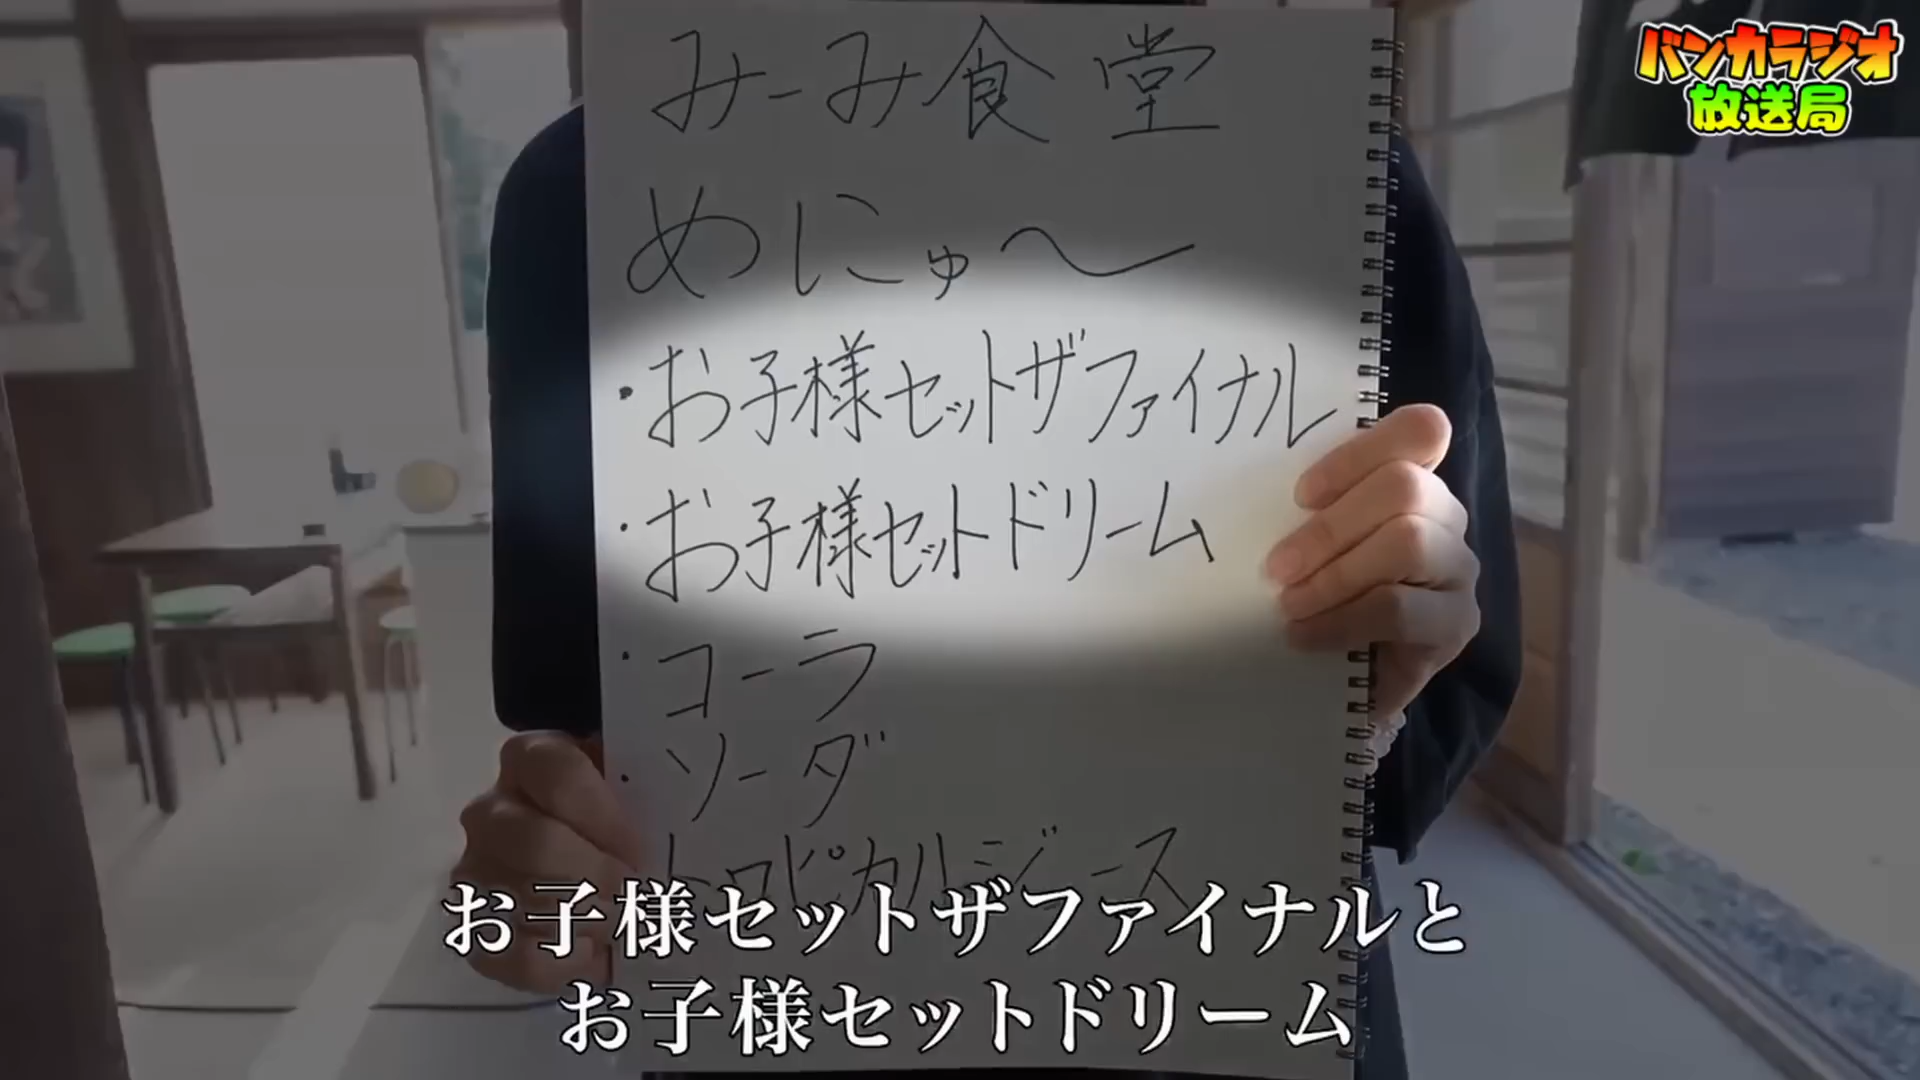 バンカラジオ
放送局
みーみ食堂
めにゅ〜
・お子様セットザファイナル
・お子様セットドリーム
・コーラ
・ソーダ
トロピカルジュース
お子様セットザファイナルと
お子様セットドリーム